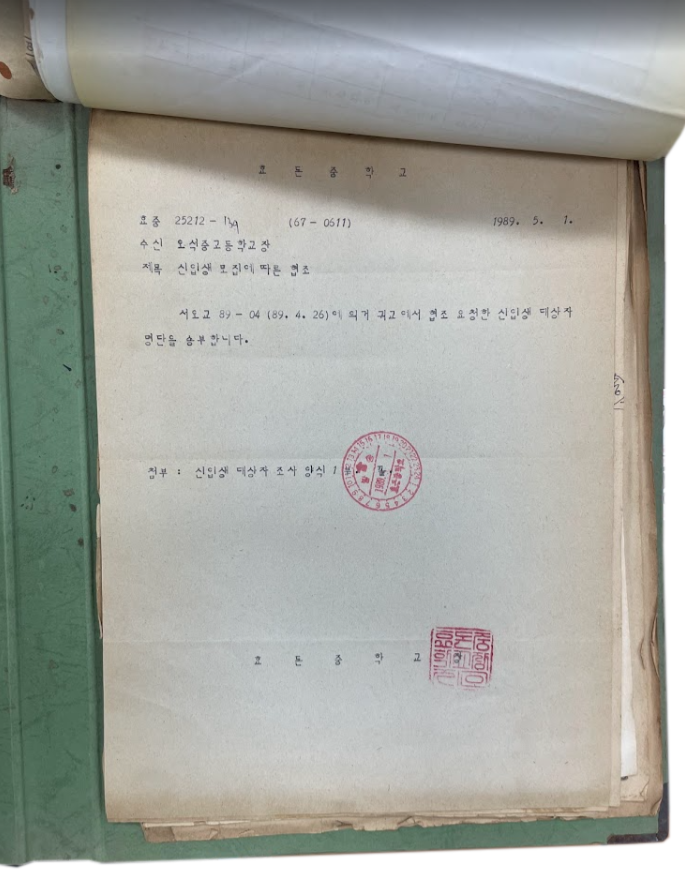 효 돈 중 학 교
효중 25212 - 139 (67 - 0611) 1989. 5. 1.
수신 오석중고등학교장
제목 신입생 모집에 따른 협조
서오고 89 - 04 (89. 4. 26)에 의거 귀교에서 협조 요청한 신입생 대상자
명단을 송부합니다.
첨부 : 신입생 대상자 조사 양식 1
효 돈 중 학 교